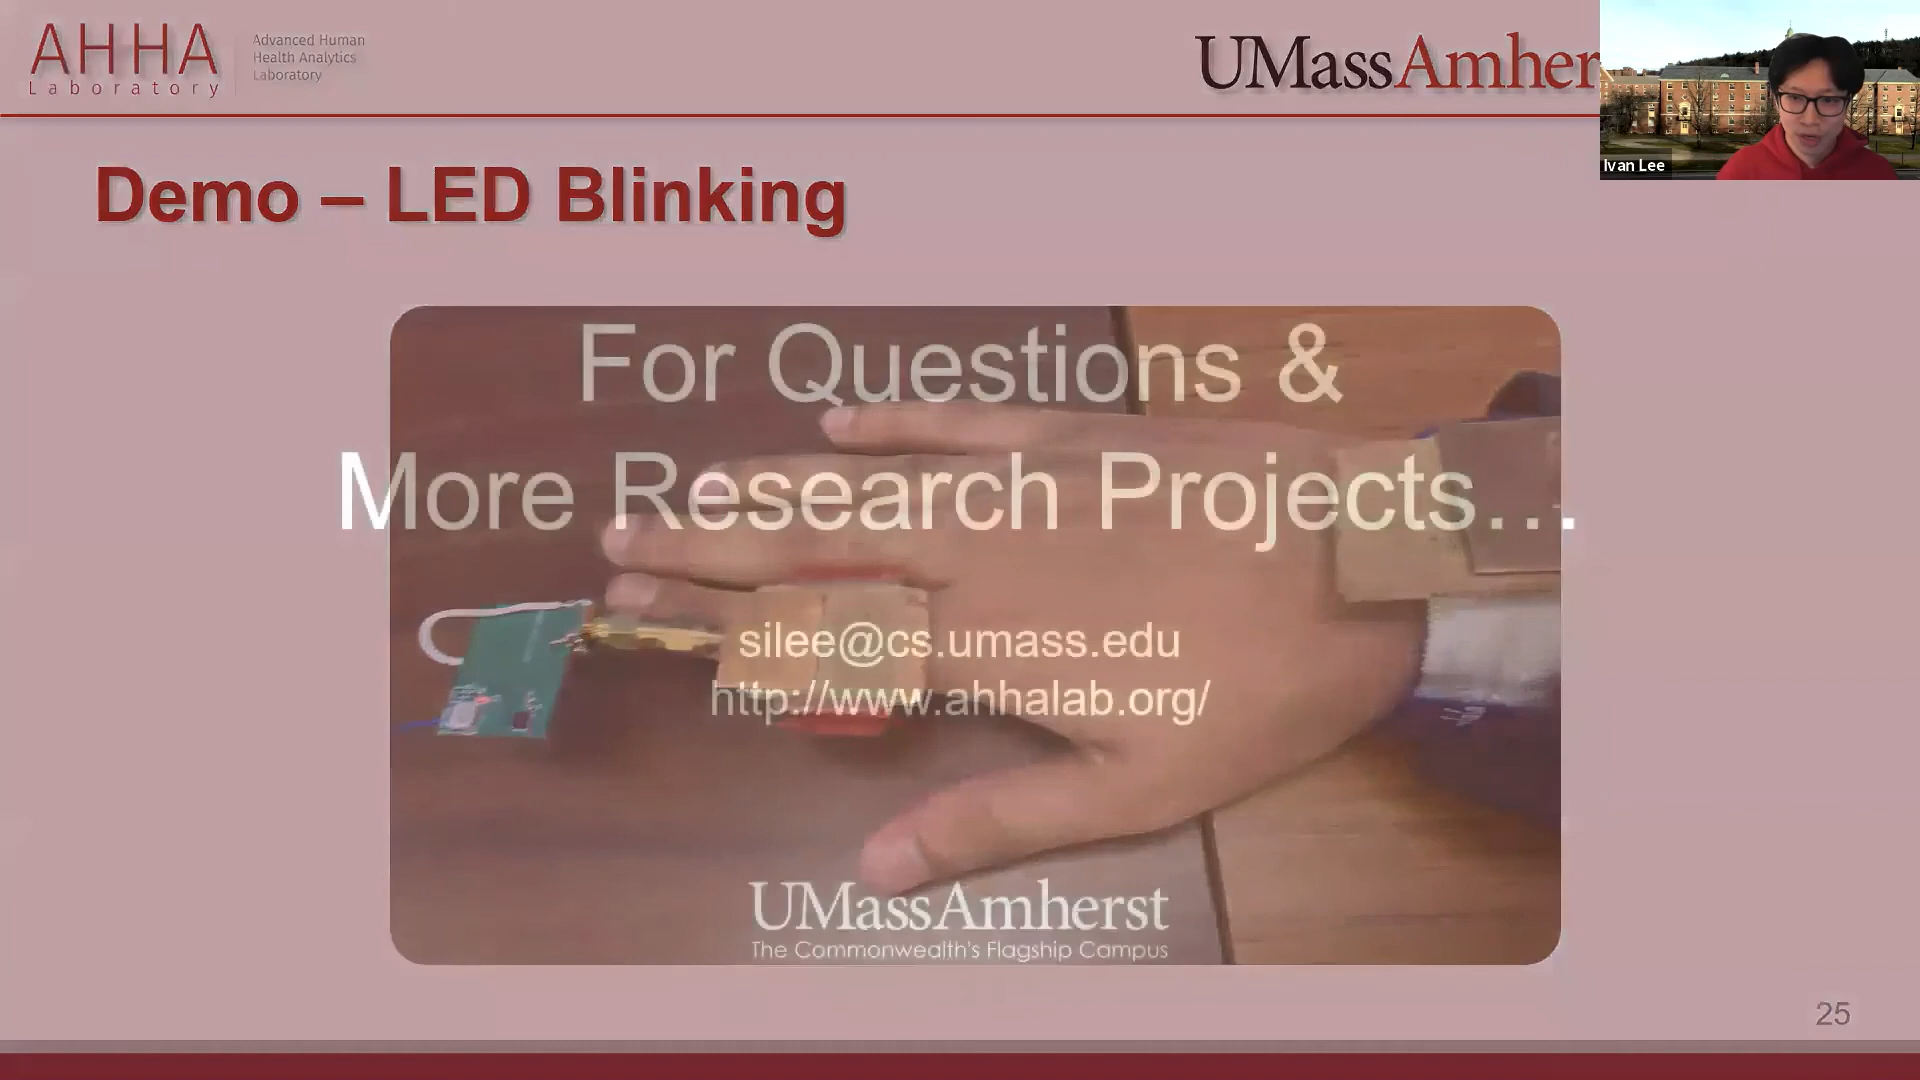 AHHA
Laboratory
Advanced Human
Health Analytics
Laboratory
UMassAmher
Ivan Lee
Demo – LED Blinking
For Questions &
More Research Projects...
silee@cs.umass.edu
http://www.ahhalab.org/
UMassAmherst
The Commonwealth's Flagship Campus
25